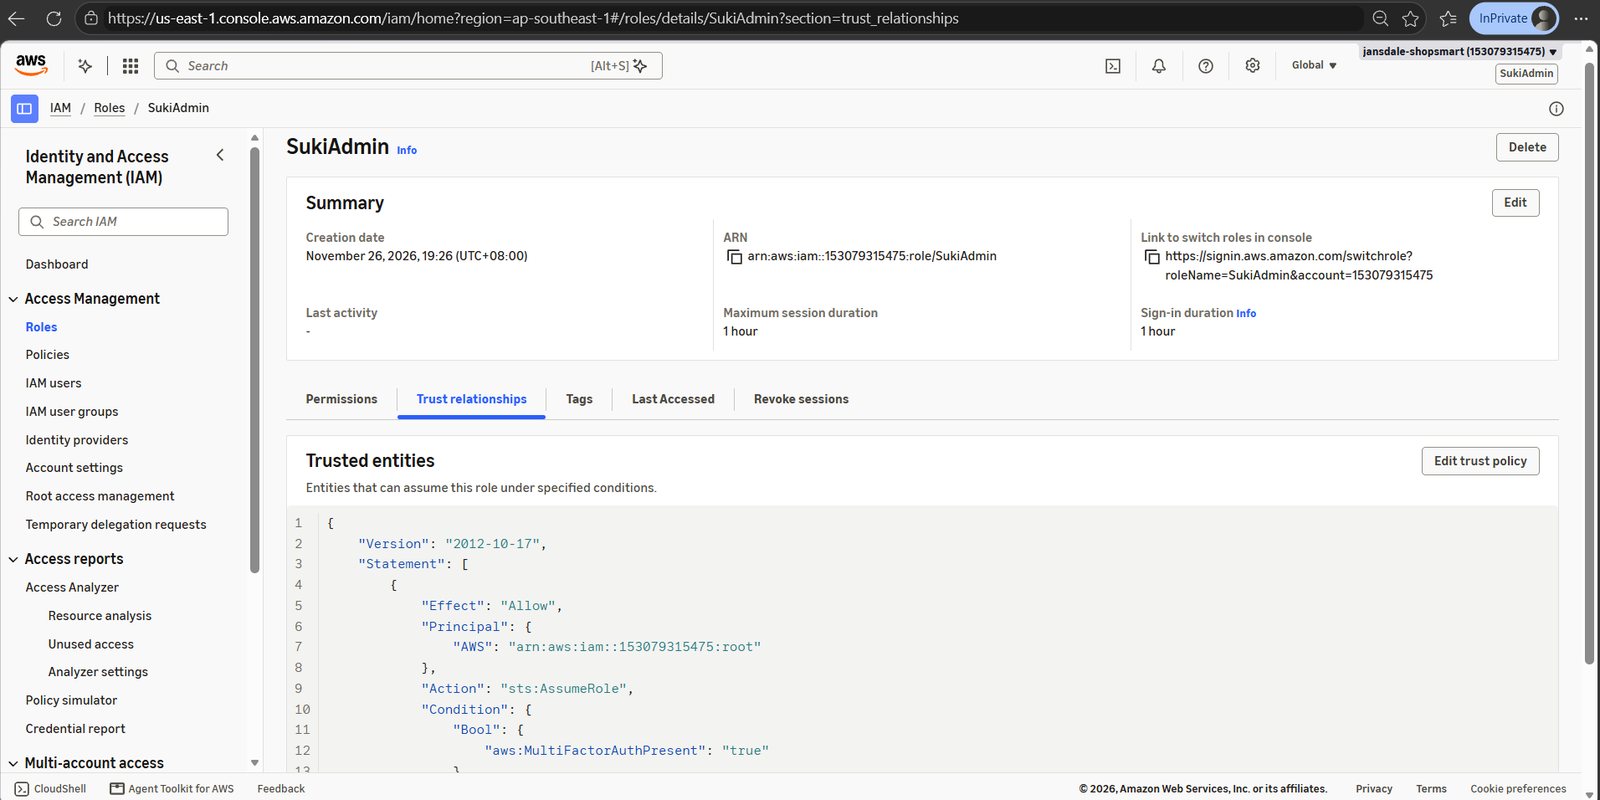 https://us-east-1.console.aws.amazon.com/iam/home?region=ap-southeast-1#/roles/details/SukiAdmin?section=trust_relationships
InPrivate
aws
Search
[Alt+S]
Global
jansdale-shopsmart (153079315475)
SukiAdmin
IAM / Roles / SukiAdmin
Identity and Access
Management (IAM)
Search IAM
Dashboard
Access Management
Roles
Policies
IAM users
IAM user groups
Identity providers
Account settings
Root access management
Temporary delegation requests
Access reports
Access Analyzer
Resource analysis
Unused access
Analyzer settings
Policy simulator
Credential report
Multi-account access
SukiAdmin Info
Delete
Summary
Edit
Creation date
November 26, 2026, 19:26 (UTC+08:00)
ARN
arn:aws:iam::153079315475:role/SukiAdmin
Link to switch roles in console
https://signin.aws.amazon.com/switchrole?
roleName=SukiAdmin&account=153079315475
Last activity
-
Maximum session duration
1 hour
Sign-in duration Info
1 hour
Permissions
Trust relationships
Tags
Last Accessed
Revoke sessions
Trusted entities
Edit trust policy
Entities that can assume this role under specified conditions.
1 {
2 "Version": "2012-10-17",
3 "Statement": [
4 {
5 "Effect": "Allow",
6 "Principal": {
7 "AWS": "arn:aws:iam::153079315475:root"
8 },
9 "Action": "sts:AssumeRole",
10 "Condition": {
11 "Bool": {
12 "aws:MultiFactorAuthPresent": "true"
13 }
CloudShell
Agent Toolkit for AWS
Feedback
© 2026, Amazon Web Services, Inc. or its affiliates.
Privacy
Terms
Cookie preferences